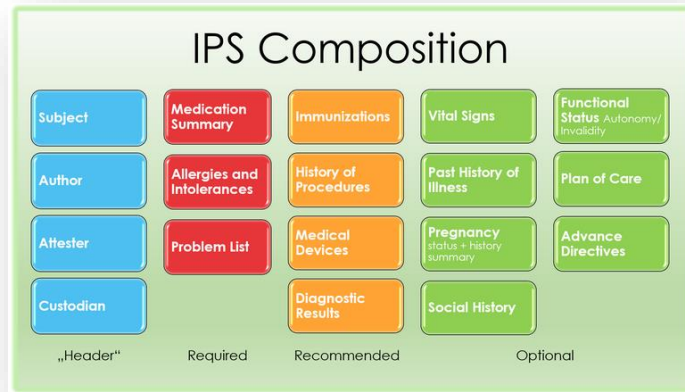 IPS Composition
Subject
Author
Attester
Custodian
„Header“
Medication
Summary
Allergies and
Intolerances
Problem List
Required
Immunizations
History of
Procedures
Medical
Devices
Diagnostic
Results
Recommended
Vital Signs
Past History of
Illness
Pregnancy
status + history
summary
Social History
Functional
Status Autonomy/
Invalidity
Plan of Care
Advance
Directives
Optional